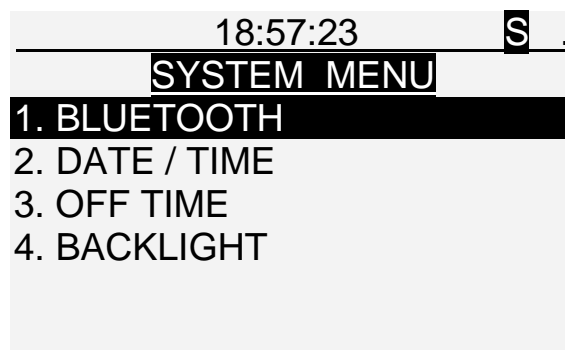 18:57:23 S .
SYSTEM MENU
1. BLUETOOTH
2. DATE / TIME
3. OFF TIME
4. BACKLIGHT